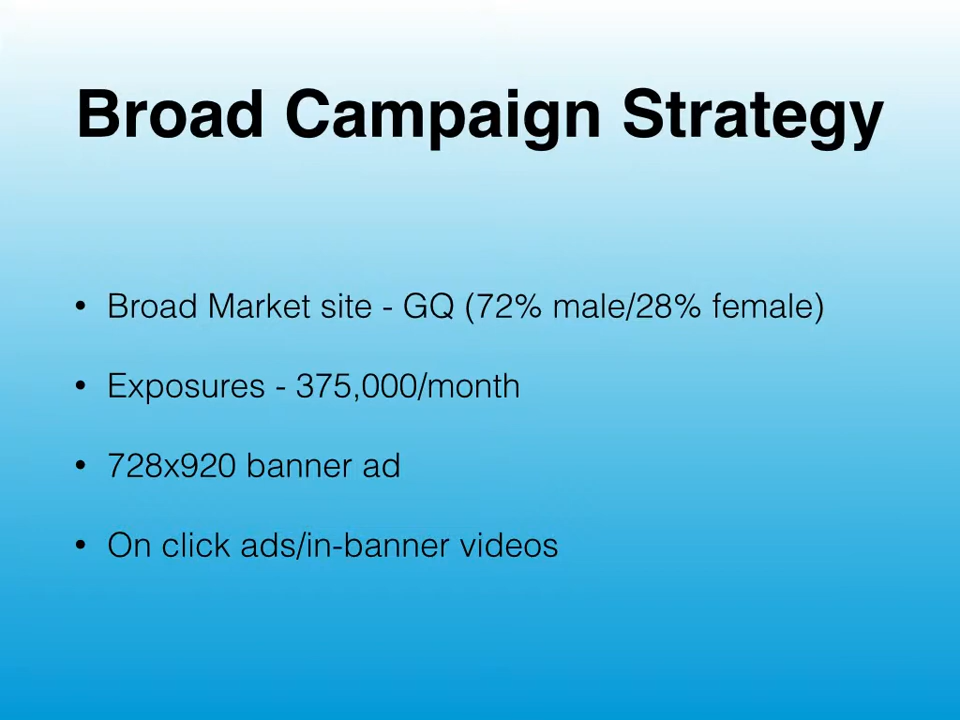 Broad Campaign Strategy
• Broad Market site - GQ (72% male/28% female)
• Exposures - 375,000/month
• 728x920 banner ad
• On click ads/in-banner videos